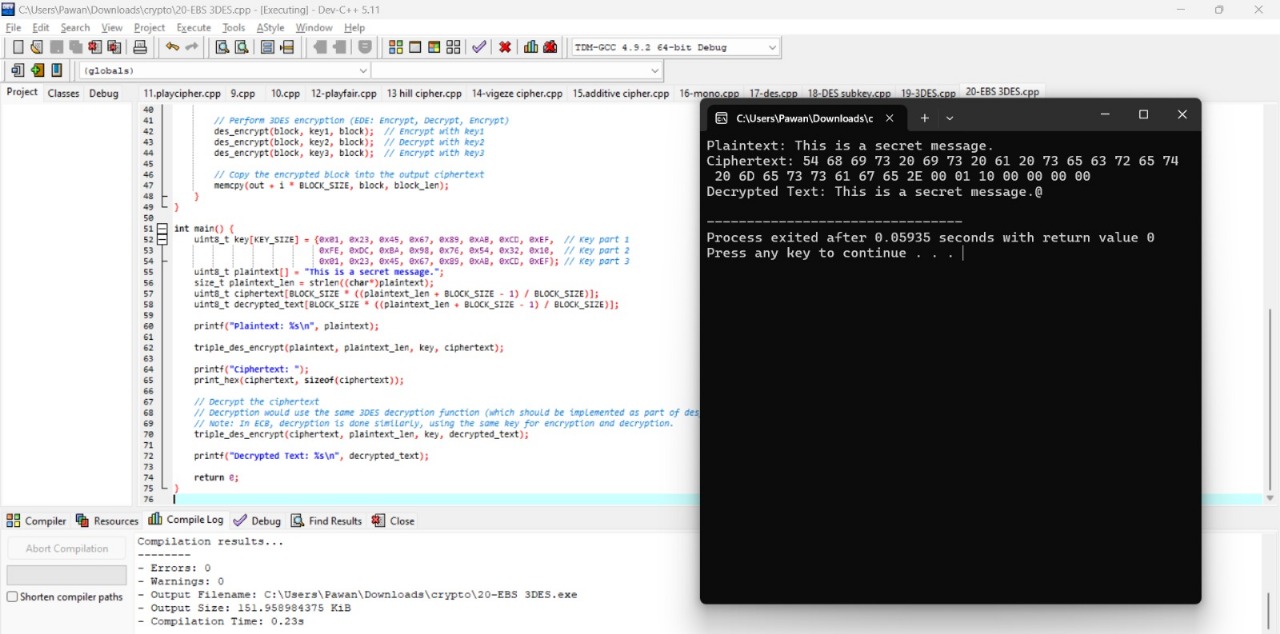 C:\Users\Pawan\Downloads\crypto\20-EBS 3DES.cpp - [Executing] - Dev-C++ 5.11
File Edit Search View Project Execute Tools AStyle Window Help
TDM-GCC 4.9.2 64-bit Debug
(globals)
Project Classes Debug
11.playcipher.cpp 9.cpp 10.cpp 12-playfair.cpp 13 hill cipher.cpp 14-vigeze cipher.cpp 15.additive cipher.cpp 16-mono.cpp 17-des.cpp 18-DES subkey.cpp 19-3DES.cpp 20-EBS 3DES.cpp
40
41 // Perform 3DES encryption (EDE: Encrypt, Decrypt, Encrypt)
42 des_encrypt(block, key1, block); // Encrypt with key1
43 des_encrypt(block, key2, block); // Decrypt with key2
44 des_encrypt(block, key3, block); // Encrypt with key3
45
46 // Copy the encrypted block into the output ciphertext
47 memcpy(out + i * BLOCK_SIZE, block, block_len);
48 }
49 }
50
51 int main() {
52 uint8_t key[KEY_SIZE] = {0x01, 0x23, 0x45, 0x67, 0x89, 0xAB, 0xCD, 0xEF, // Key part 1
53 0xFE, 0xDC, 0xBA, 0x98, 0x76, 0x54, 0x32, 0x10, // Key part 2
54 0x01, 0x23, 0x45, 0x67, 0x89, 0xAB, 0xCD, 0xEF}; // Key part 3
55 uint8_t plaintext[] = "This is a secret message.";
56 size_t plaintext_len = strlen((char*)plaintext);
57 uint8_t ciphertext[BLOCK_SIZE * ((plaintext_len + BLOCK_SIZE - 1) / BLOCK_SIZE)];
58 uint8_t decrypted_text[BLOCK_SIZE * ((plaintext_len + BLOCK_SIZE - 1) / BLOCK_SIZE)];
59
60 printf("Plaintext: %s\n", plaintext);
61
62 triple_des_encrypt(plaintext, plaintext_len, key, ciphertext);
63
64 printf("Ciphertext: ");
65 print_hex(ciphertext, sizeof(ciphertext));
66
67 // Decrypt the ciphertext
68 // Decryption would use the same 3DES decryption function (which should be implemented as part of des
69 // Note: In ECB, decryption is done similarly, using the same key for encryption and decryption.
70 triple_des_encrypt(ciphertext, plaintext_len, key, decrypted_text);
71
72 printf("Decrypted Text: %s\n", decrypted_text);
73
74 return 0;
75 }
76
C:\Users\Pawan\Downloads\c
Plaintext: This is a secret message.
Ciphertext: 54 68 69 73 20 69 73 20 61 20 73 65 63 72 65 74
20 6D 65 73 73 61 67 65 2E 00 01 10 00 00 00 00
Decrypted Text: This is a secret message.@
--------------------------------
Process exited after 0.05935 seconds with return value 0
Press any key to continue . . .
Compiler Resources Compile Log Debug Find Results Close
Abort Compilation
Shorten compiler paths
Compilation results...
--------
- Errors: 0
- Warnings: 0
- Output Filename: C:\Users\Pawan\Downloads\crypto\20-EBS 3DES.exe
- Output Size: 151.958984375 KiB
- Compilation Time: 0.23s